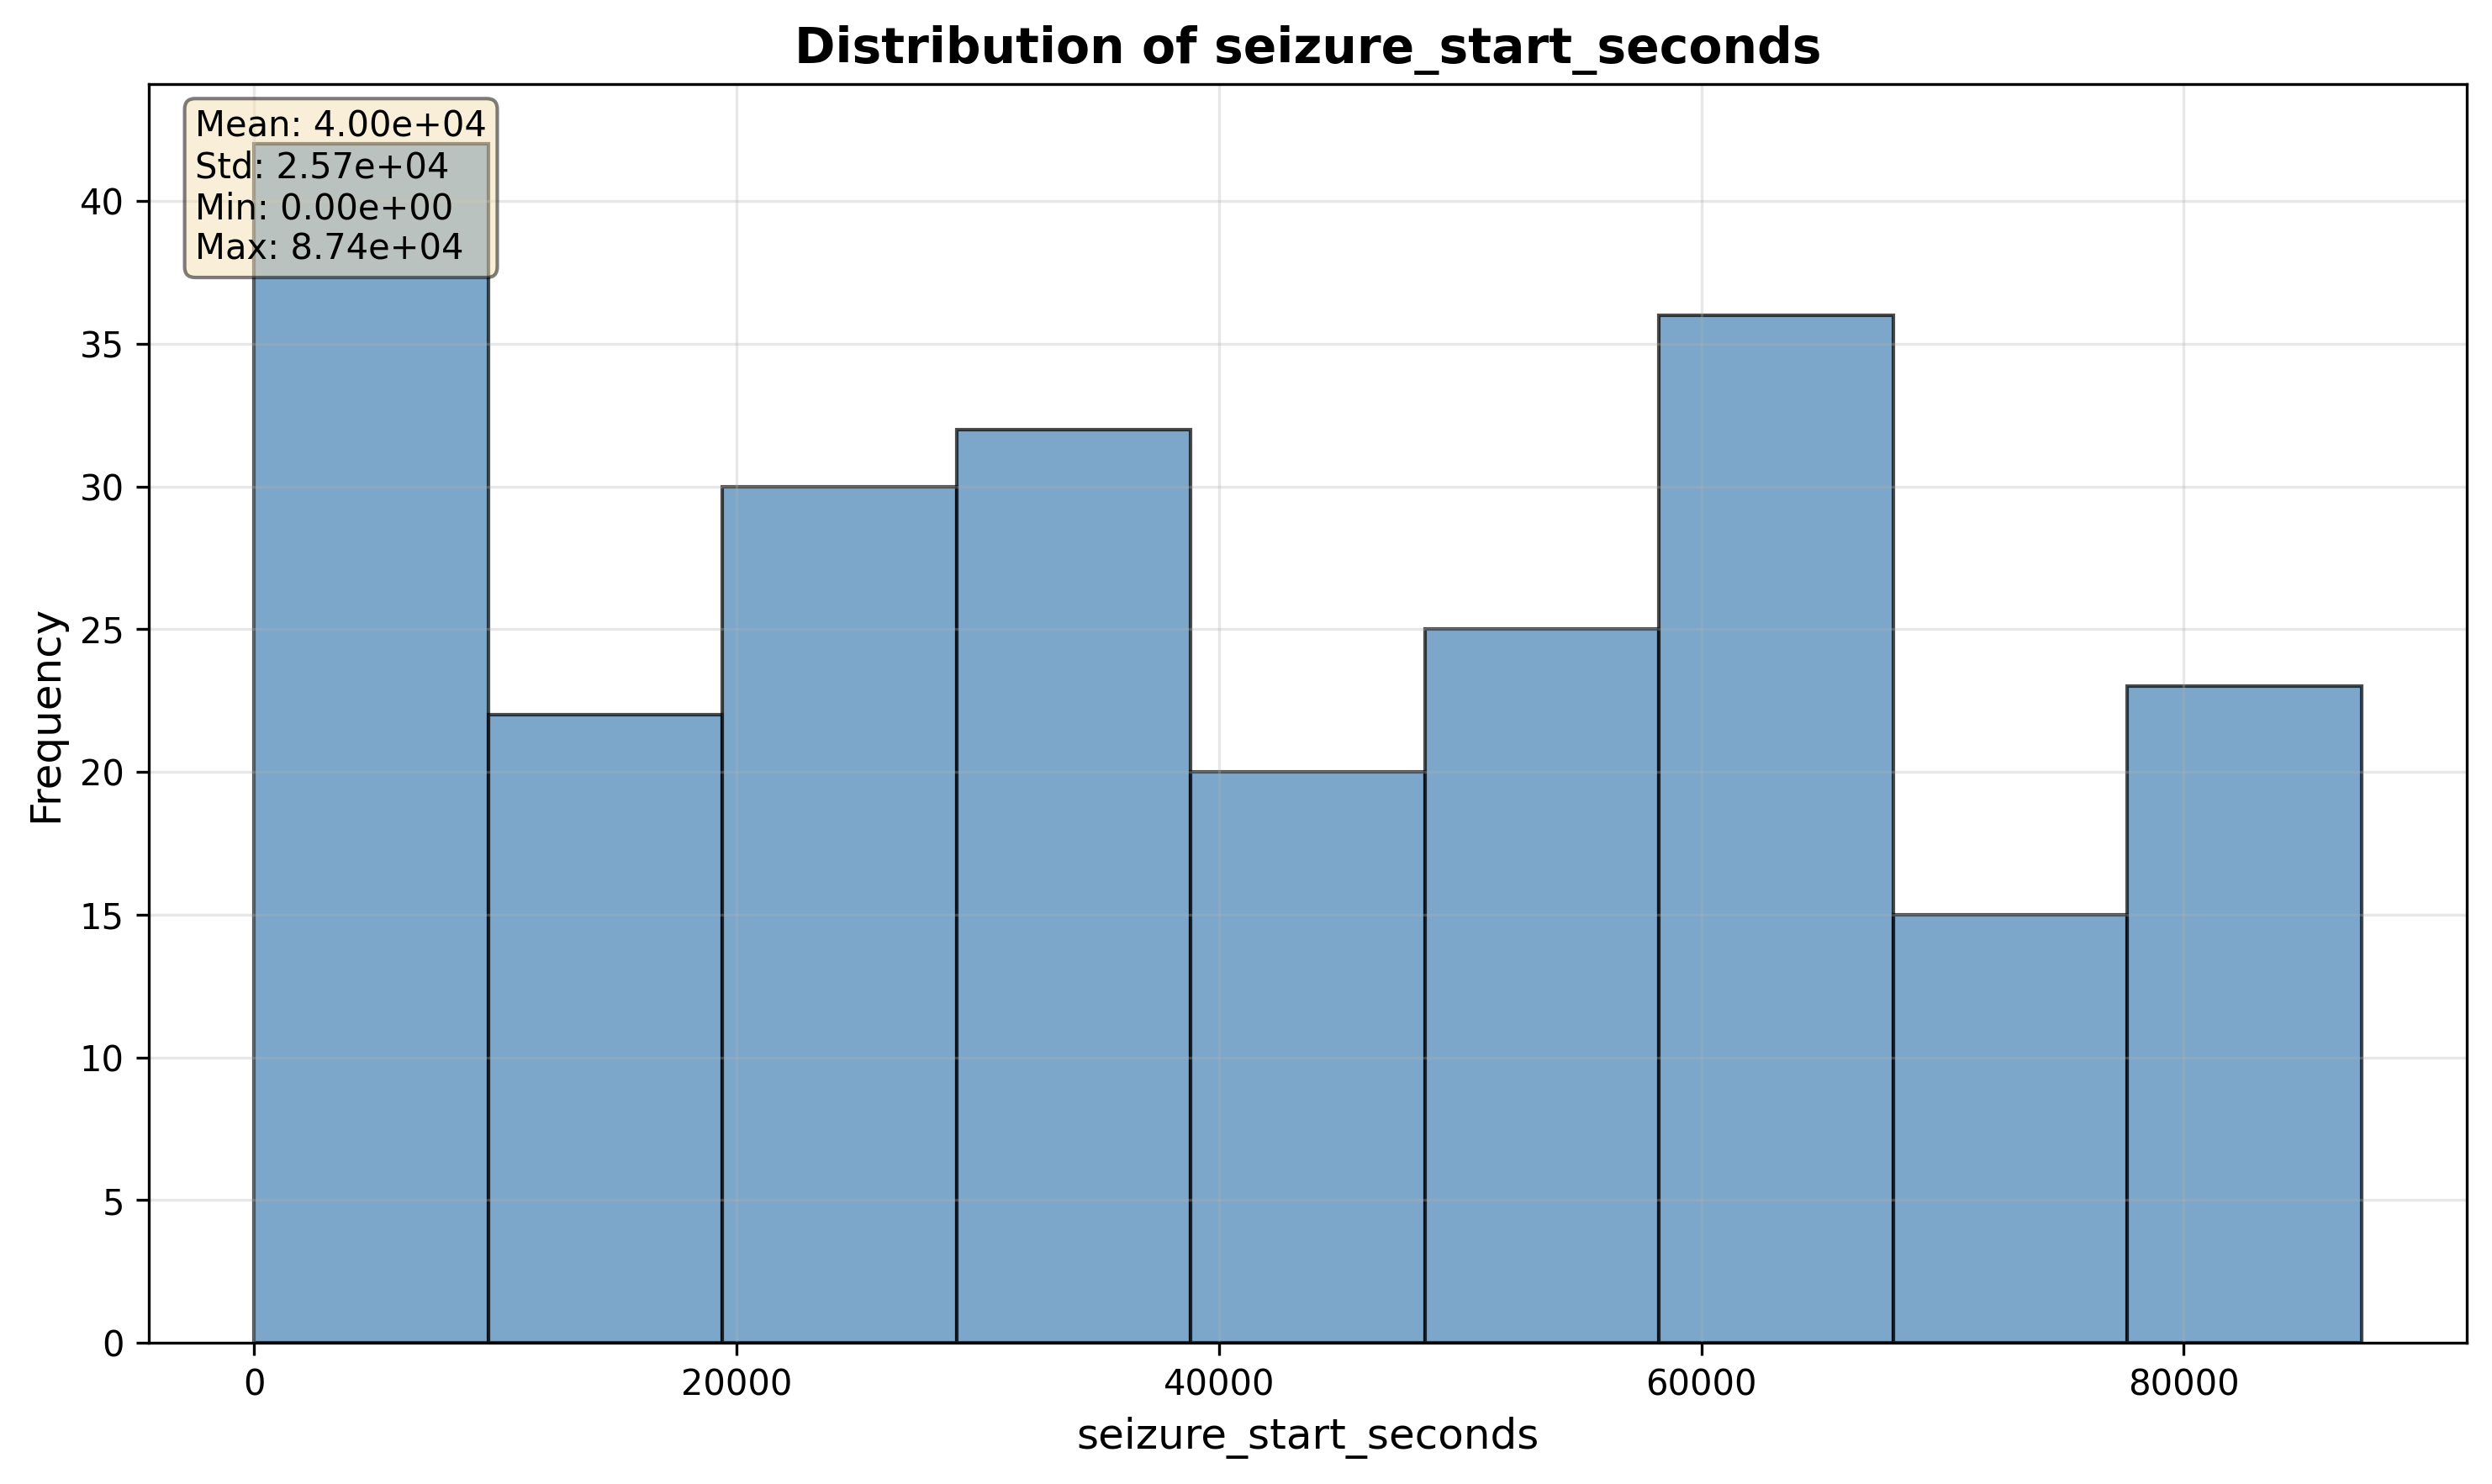 Distribution of seizure_start_seconds
Mean: 4.00e+04
Std: 2.57e+04
Min: 0.00e+00
Max: 8.74e+04
Frequency
40
35
30
25
20
15
10
5
0
0 20000 40000 60000 80000
seizure_start_seconds